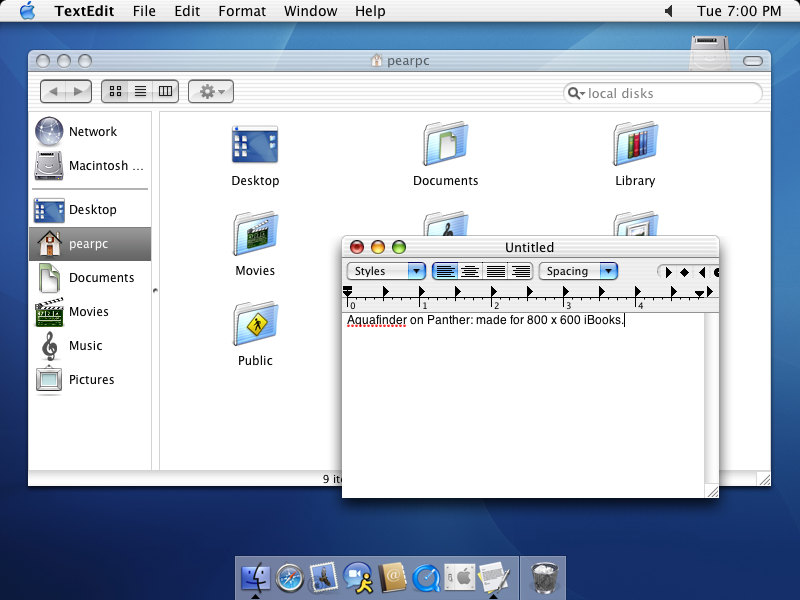 TextEdit File Edit Format Window Help Tue 7:00 PM
pearpc
local disks
Network
Macintosh ...
Desktop
pearpc
Documents
Movies
Music
Pictures
Desktop Documents Library
Movies
Public
9
Untitled
Styles Spacing
0 1 2 3 4
Aquafinder on Panther: made for 800 x 600 iBooks.